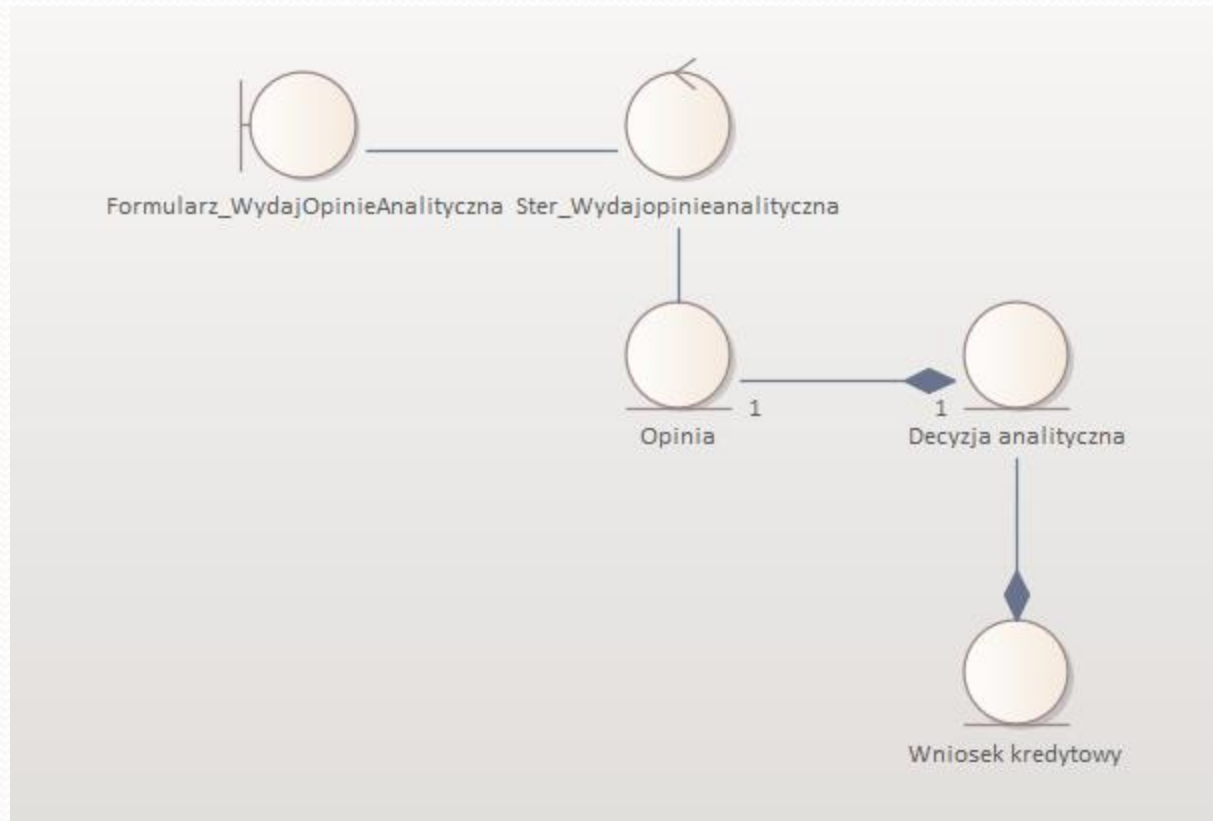 Formularz_WydajOpinieAnalityczna Ster_Wydajopinieanalityczna
1 1
Opinia Decyzja analityczna
Wniosek kredytowy